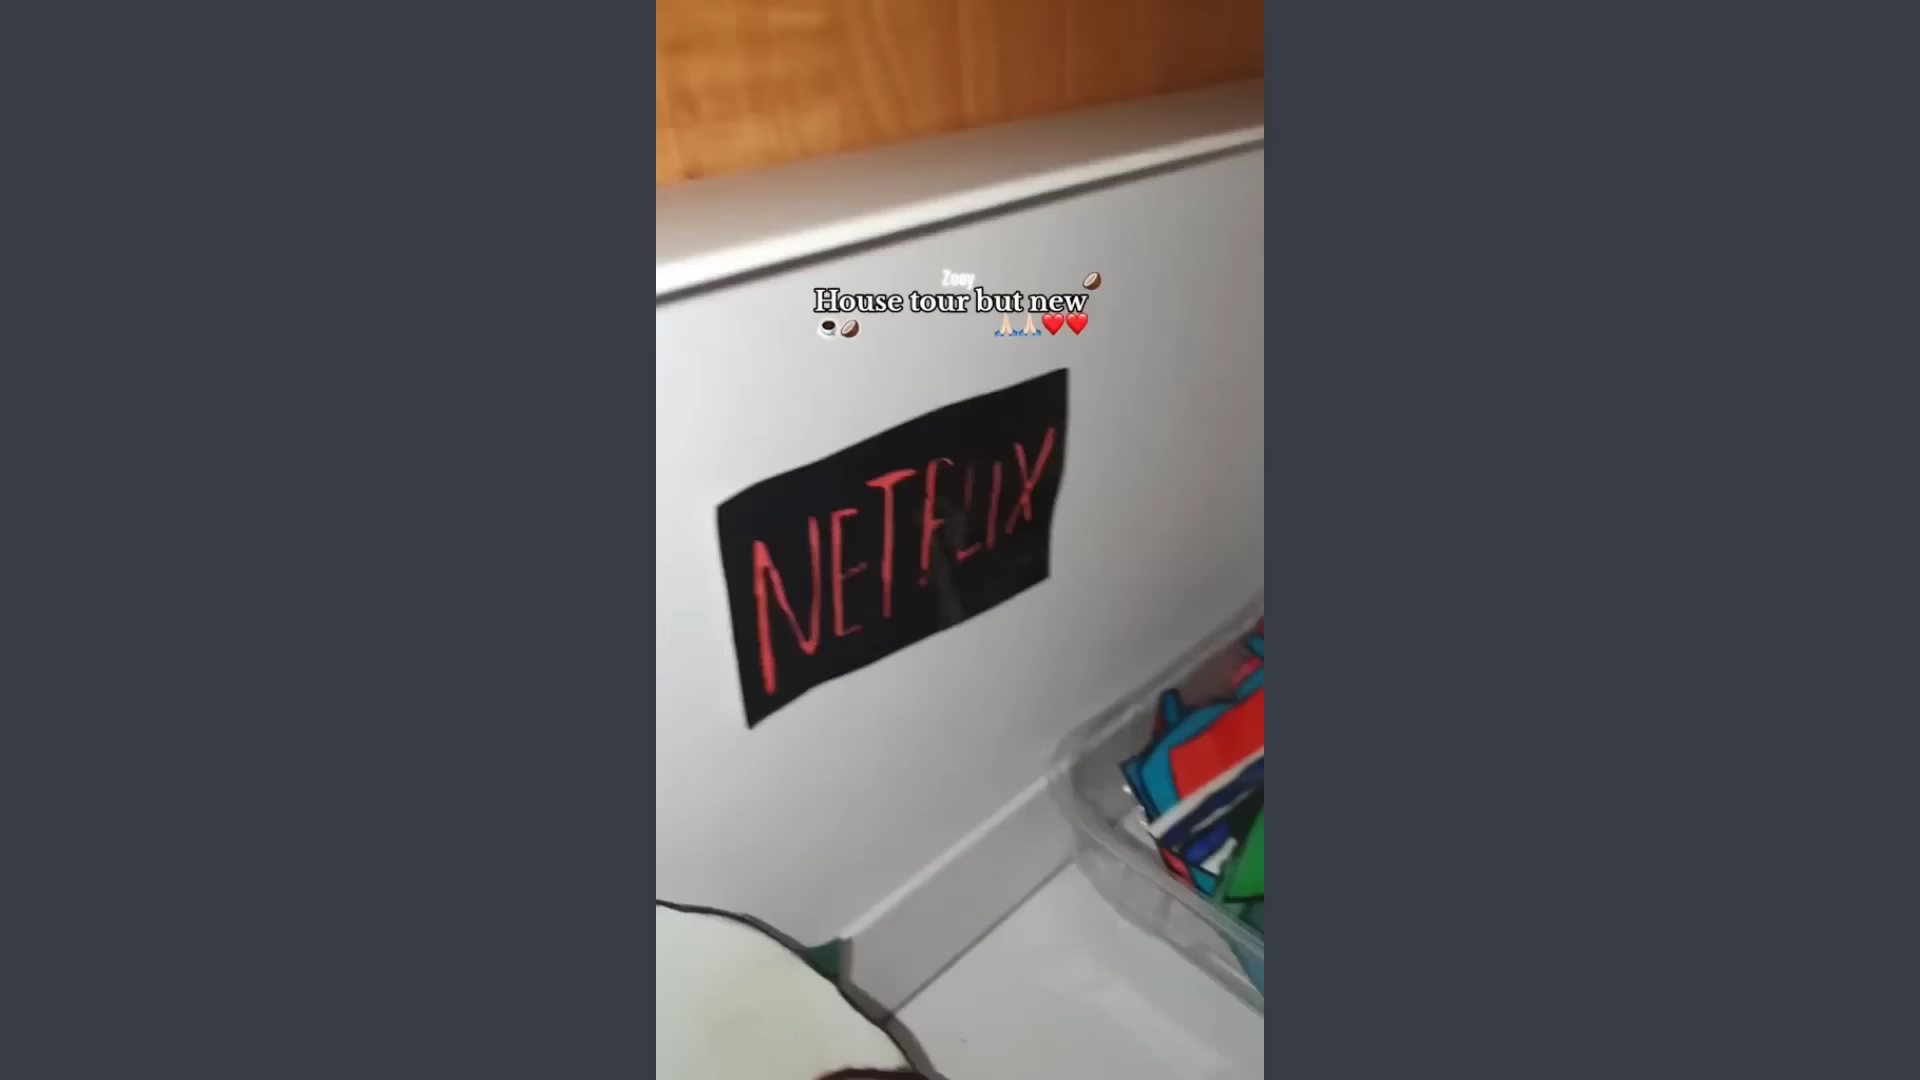 Zoey 🥥
House tour but new
☕🥥 🙏🏻🙏🏻❤️❤️
NETFLIX